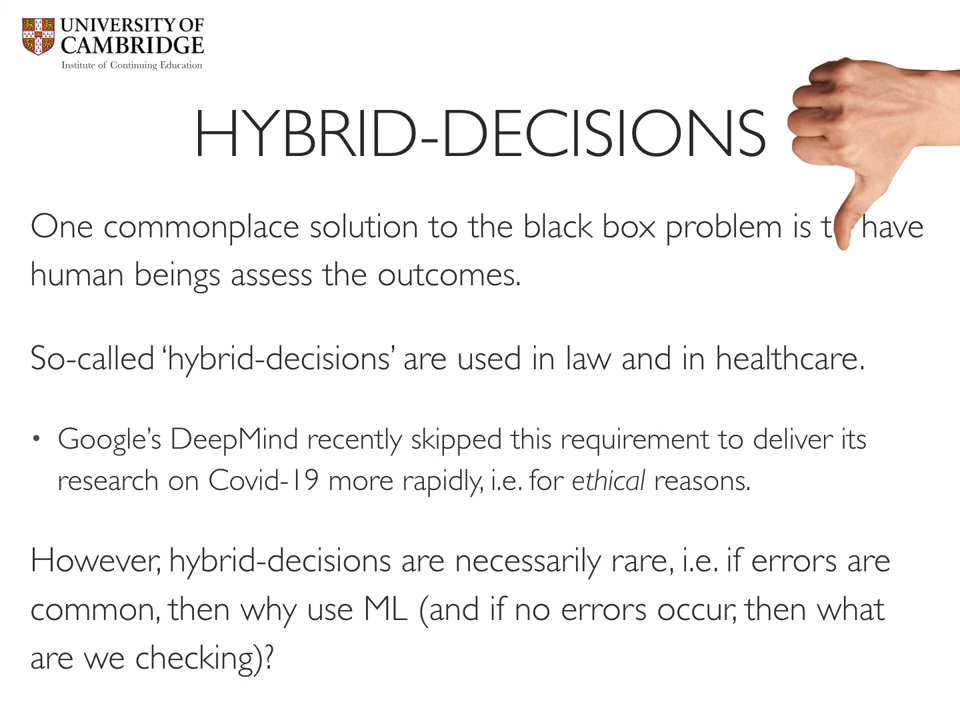 UNIVERSITY OF
CAMBRIDGE
Institute of Continuing Education
HYBRID-DECISIONS
One commonplace solution to the black box problem is to have
human beings assess the outcomes.
So-called ‘hybrid-decisions’ are used in law and in healthcare.
• Google’s DeepMind recently skipped this requirement to deliver its
research on Covid-19 more rapidly, i.e. for ethical reasons.
However, hybrid-decisions are necessarily rare, i.e. if errors are
common, then why use ML (and if no errors occur, then what
are we checking)?